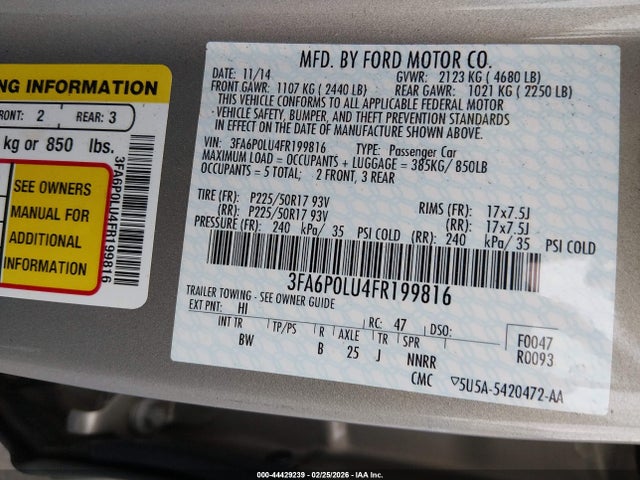 NG INFORMATION
RONT: 2 REAR: 3
kg or 850 lbs.
SEE OWNERS
MANUAL FOR
ADDITIONAL
INFORMATION
3FA6P0LU4FR199816
MFD. BY FORD MOTOR CO.
DATE: 11/14 GVWR: 2123 KG ( 4680 LB)
FRONT GAWR: 1107 KG ( 2440 LB) REAR GAWR: 1021 KG ( 2250 LB)
THIS VEHICLE CONFORMS TO ALL APPLICABLE FEDERAL MOTOR
VEHICLE SAFETY, BUMPER, AND THEFT PREVENTION STANDARDS
IN EFFECT ON THE DATE OF MANUFACTURE SHOWN ABOVE.
VIN: 3FA6P0LU4FR199816 TYPE: Passenger Car
MAXIMUM LOAD = OCCUPANTS + LUGGAGE = 385KG/ 850LB
OCCUPANTS = 5 TOTAL; 2 FRONT, 3 REAR
TIRE (FR): P225/50R17 93V RIMS (FR): 17x7.5J
(RR): P225/50R17 93V (RR): 17x7.5J
PRESSURE (FR): 240 kPa/ 35 PSI COLD (RR): 240 kPa/ 35 PSI COLD
3FA6P0LU4FR199816
TRAILER TOWING - SEE OWNER GUIDE
EXT PNT: HI RC: 47 DSO:
INT TR TP/PS R AXLE TR SPR F0047
BW B 25 J NNRR R0093
CMC 5U5A-5420472-AA
000-44429239 - 02/25/2026 - IAA Inc.